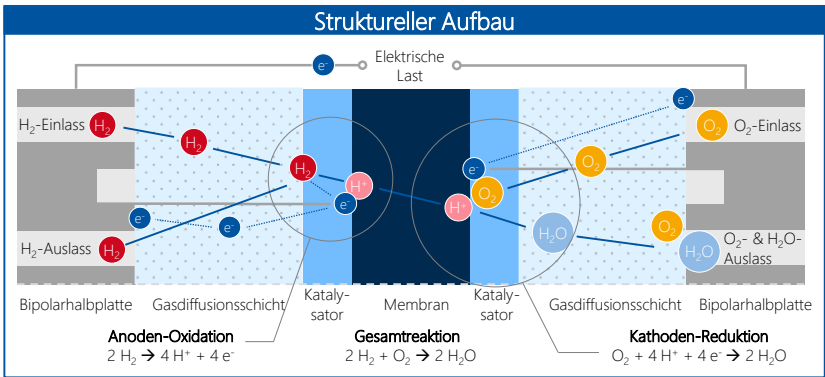 Struktureller Aufbau
e⁻
Elektrische
Last
e⁻
H₂-Einlass
H₂
H₂
H₂
H⁺
e⁻
e⁻
e⁻
H₂-Auslass
H₂
e⁻
O₂
O₂
O₂-Einlass
O₂
H⁺
H₂O
O₂
H₂O
O₂- & H₂O-
Auslass
Bipolarhalbplatte
Gasdiffusionsschicht
Kataly-
sator
Membran
Kataly-
sator
Gasdiffusionsschicht
Bipolarhalbplatte
Anoden-Oxidation
2 H₂ → 4 H⁺ + 4 e⁻
Gesamtreaktion
2 H₂ + O₂ → 2 H₂O
Kathoden-Reduktion
O₂ + 4 H⁺ + 4 e⁻ → 2 H₂O